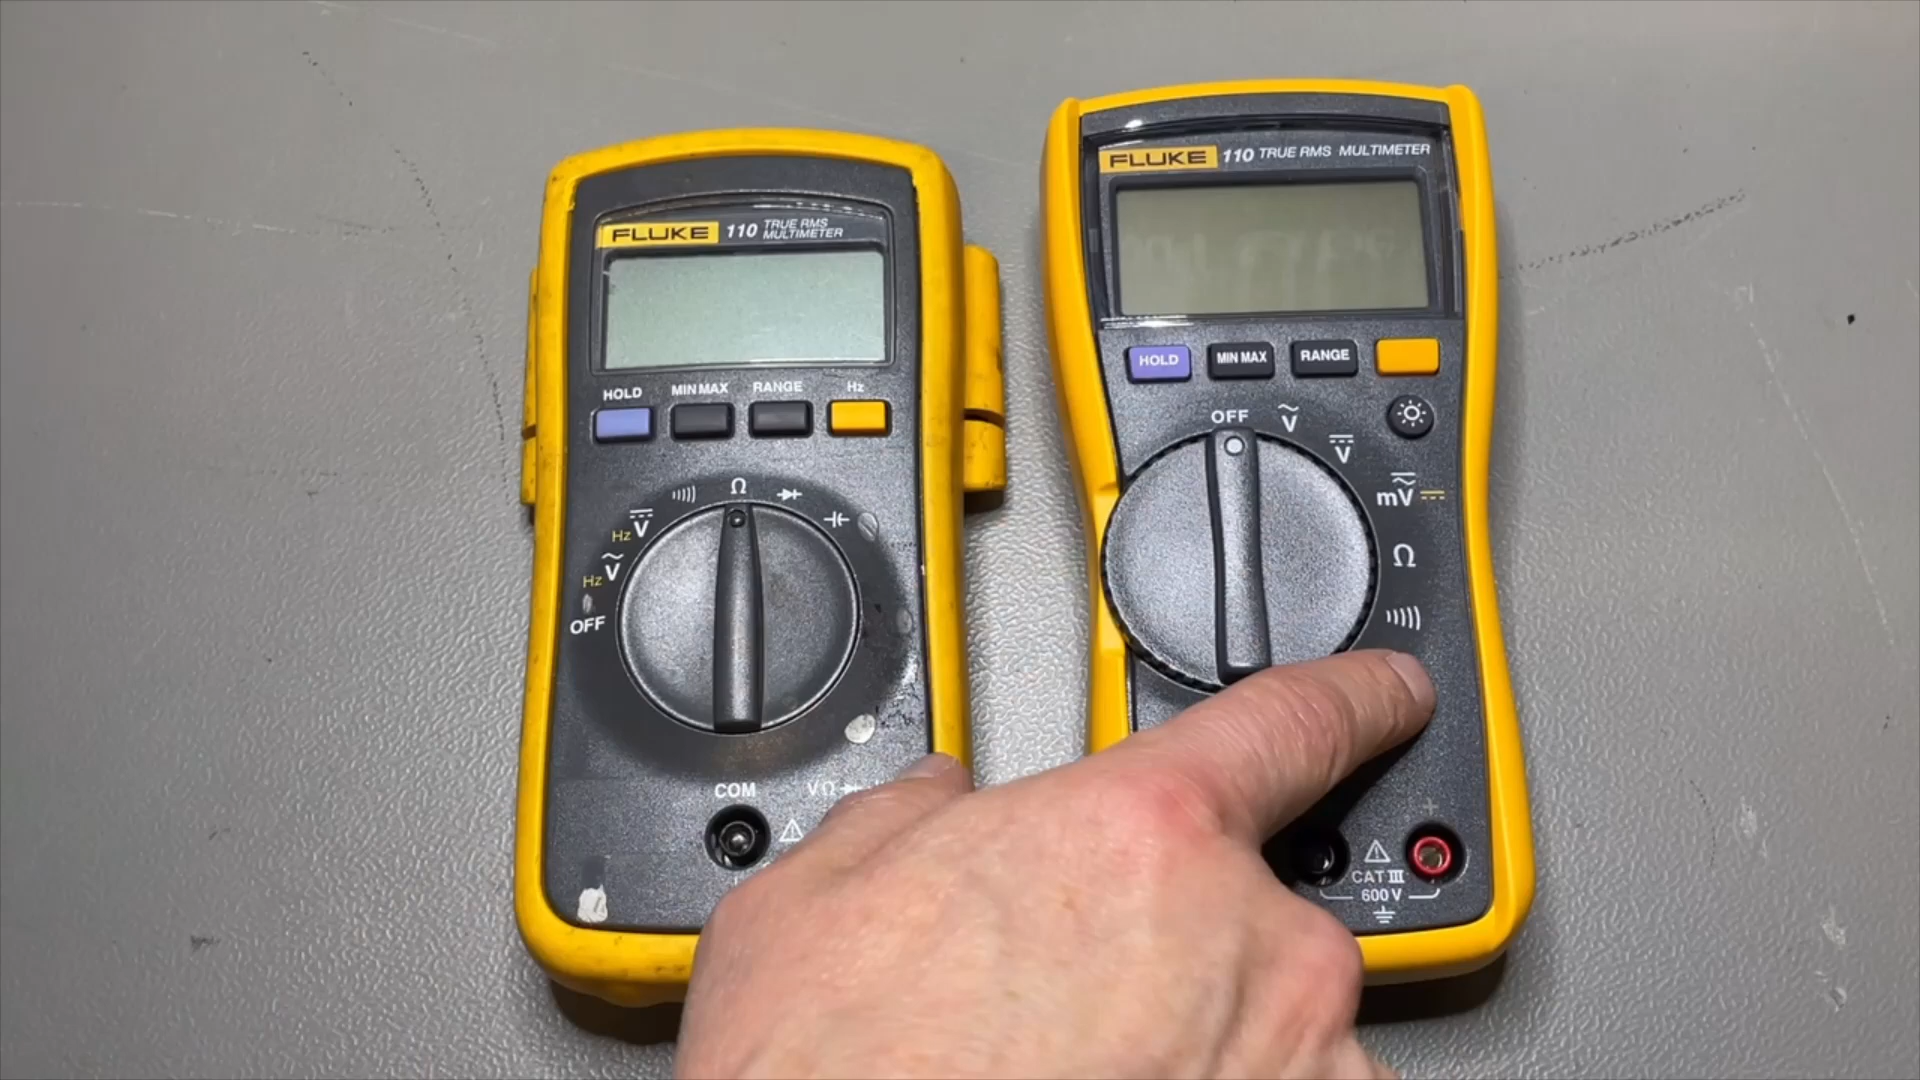 FLUKE 110 TRUE RMS
MULTIMETER
HOLD MIN MAX RANGE Hz
Ω
Hz V
Hz V
OFF
COM
VΩ
FLUKE 110 TRUE RMS MULTIMETER
HOLD MIN MAX RANGE
OFF V
V
mV
Ω
+
CAT III
600 V